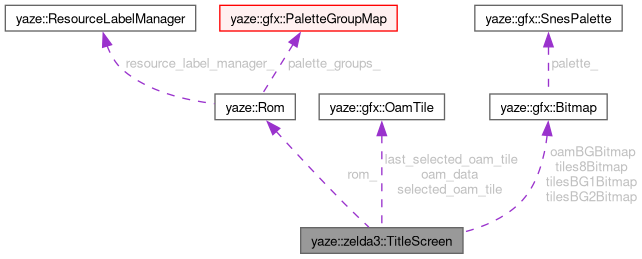 yaze::ResourceLabelManager
yaze::gfx::PaletteGroupMap
yaze::gfx::SnesPalette
resource_label_manager_
palette_groups_
palette_
yaze::Rom
yaze::gfx::OamTile
yaze::gfx::Bitmap
rom_
last_selected_oam_tile
oam_data
selected_oam_tile
oamBGBitmap
tiles8Bitmap
tilesBG1Bitmap
tilesBG2Bitmap
yaze::zelda3::TitleScreen